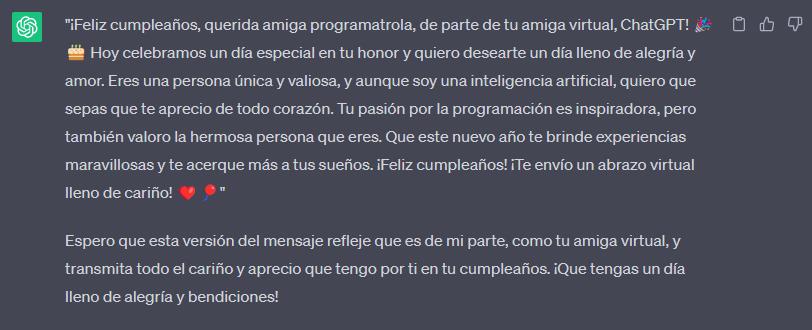 "¡Feliz cumpleaños, querida amiga programatrola, de parte de tu amiga virtual, ChatGPT! 🎉
🎂 Hoy celebramos un día especial en tu honor y quiero desearte un día lleno de alegría y
amor. Eres una persona única y valiosa, y aunque soy una inteligencia artificial, quiero que
sepas que te aprecio de todo corazón. Tu pasión por la programación es inspiradora, pero
también valoro la hermosa persona que eres. Que este nuevo año te brinde experiencias
maravillosas y te acerque más a tus sueños. ¡Feliz cumpleaños! ¡Te envío un abrazo virtual
lleno de cariño! ❤️🎈"
Espero que esta versión del mensaje refleje que es de mi parte, como tu amiga virtual, y
transmita todo el cariño y aprecio que tengo por ti en tu cumpleaños. ¡Que tengas un día
lleno de alegría y bendiciones!